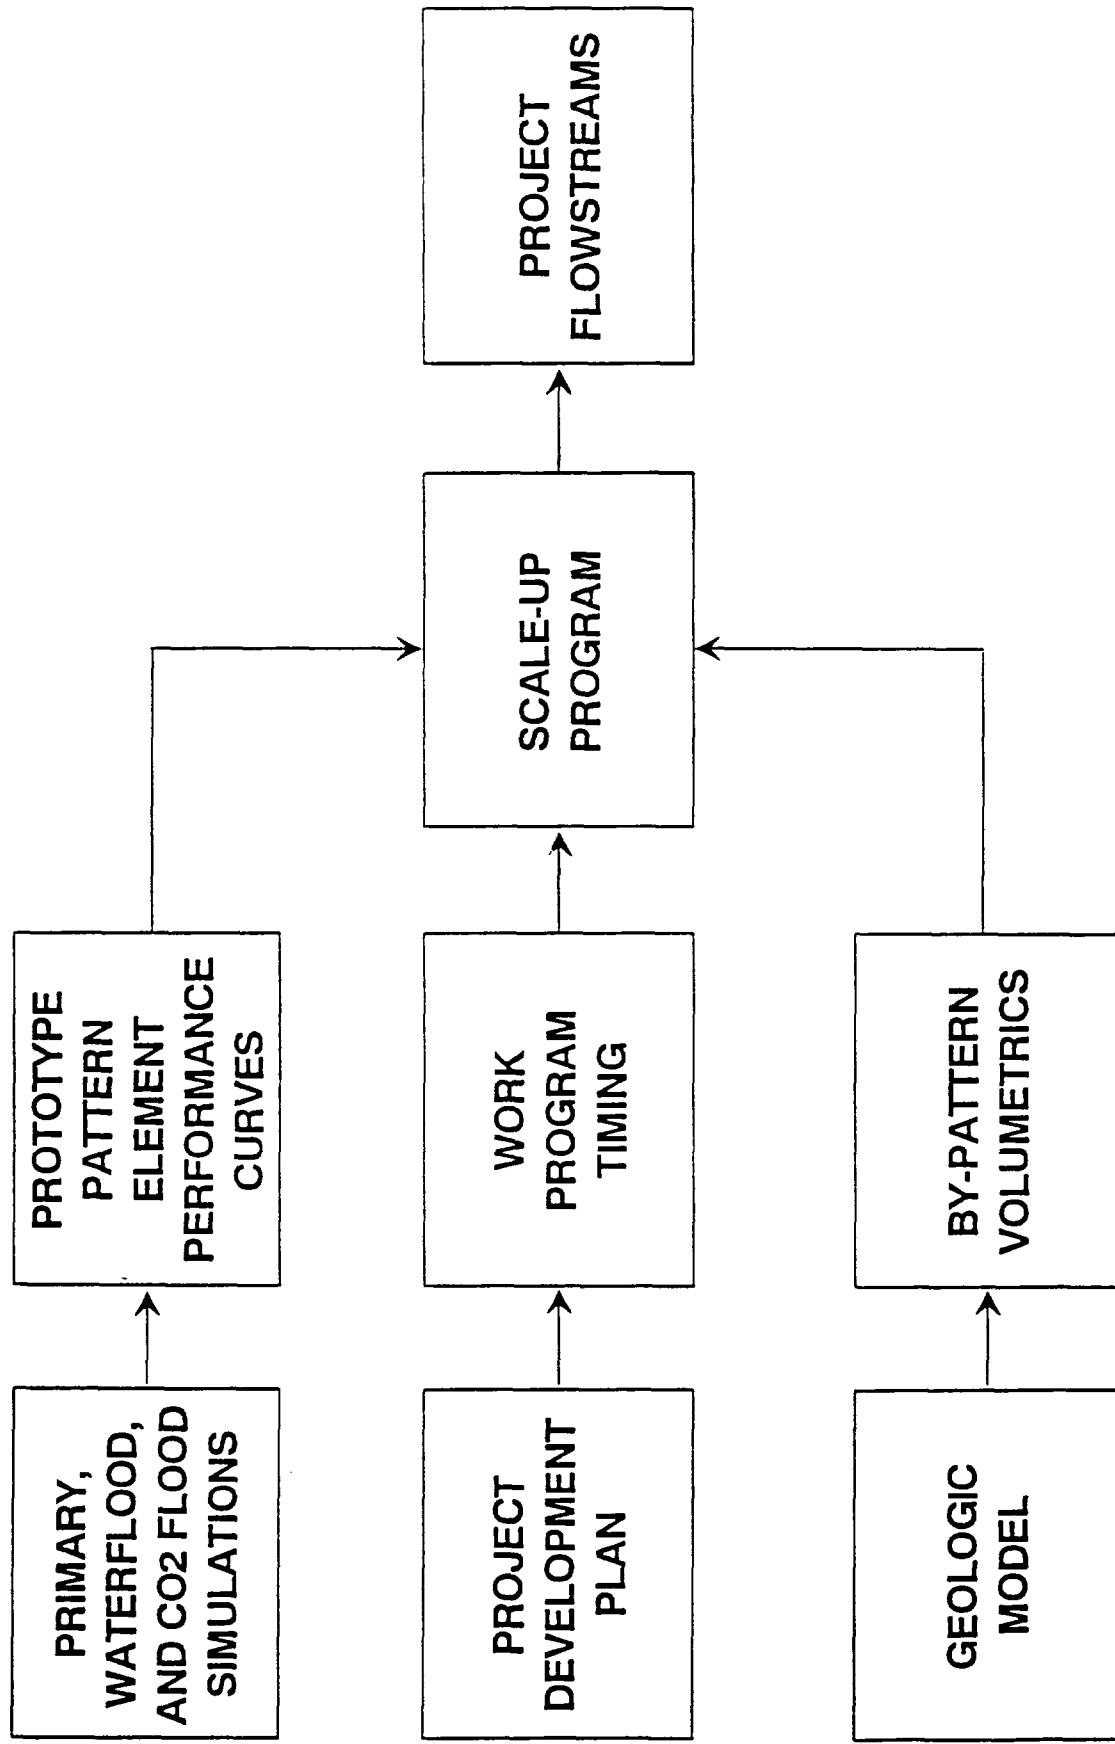 PRIMARY,
WATERFLOOD,
AND CO2 FLOOD
SIMULATIONS
PROTOTYPE
PATTERN
ELEMENT
PERFORMANCE
CURVES
PROJECT
DEVELOPMENT
PLAN
WORK
PROGRAM
TIMING
SCALE-UP
PROGRAM
PROJECT
FLOWSTREAMS
GEOLOGIC
MODEL
BY-PATTERN
VOLUMETRICS